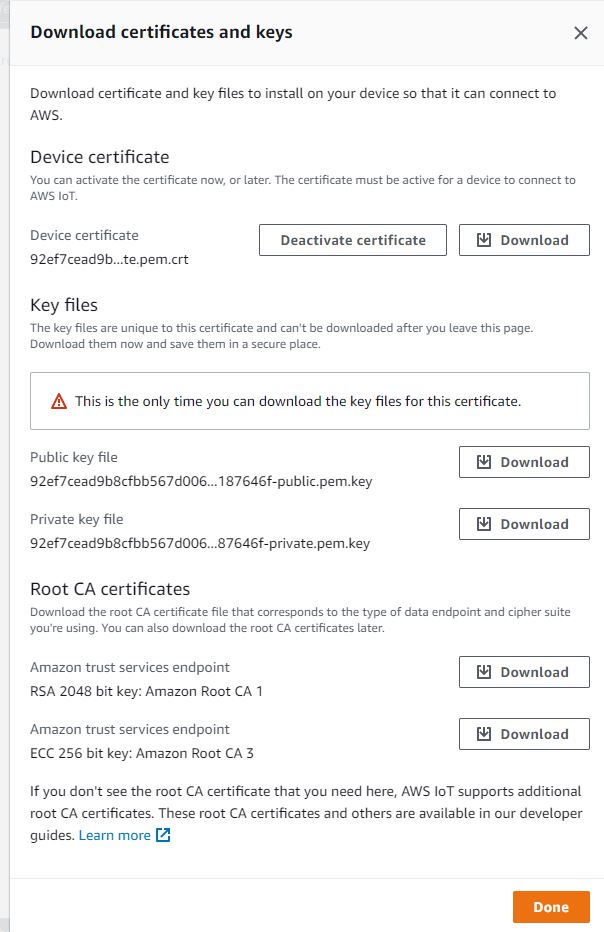 Download certificates and keys
Download certificate and key files to install on your device so that it can connect to
AWS.
Device certificate
You can activate the certificate now, or later. The certificate must be active for a device to connect to
AWS IoT.
Device certificate
92ef7cead9b...te.pem.crt
Deactivate certificate
Download
Key files
The key files are unique to this certificate and can't be downloaded after you leave this page.
Download them now and save them in a secure place.
This is the only time you can download the key files for this certificate.
Public key file
92ef7cead9b8cfbb567d006...187646f-public.pem.key
Download
Private key file
92ef7cead9b8cfbb567d006...87646f-private.pem.key
Download
Root CA certificates
Download the root CA certificate file that corresponds to the type of data endpoint and cipher suite
you're using. You can also download the root CA certificates later.
Amazon trust services endpoint
RSA 2048 bit key: Amazon Root CA 1
Download
Amazon trust services endpoint
ECC 256 bit key: Amazon Root CA 3
Download
If you don't see the root CA certificate that you need here, AWS IoT supports additional
root CA certificates. These root CA certificates and others are available in our developer
guides. Learn more
Done